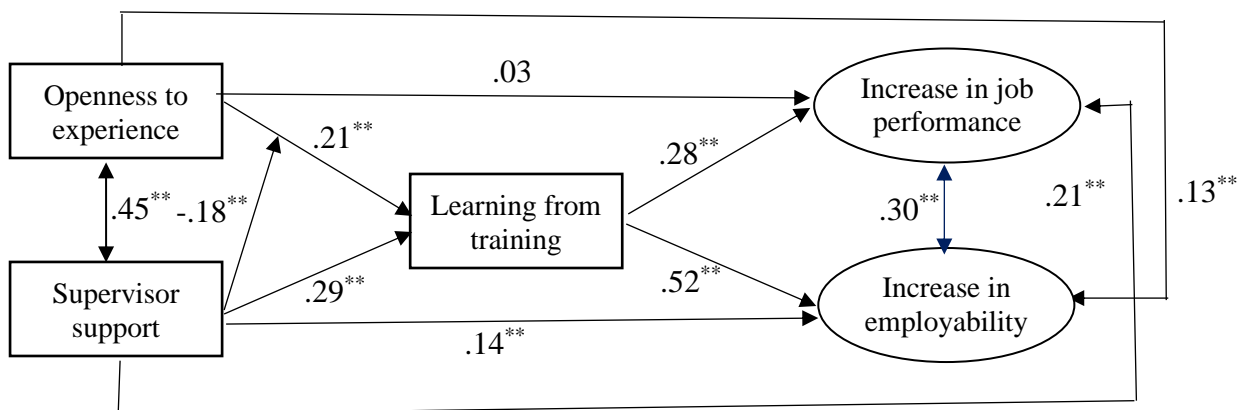 Openness to
experience
.03
Increase in job
performance
.21**
.28**
.45**
-.18**
Learning from
training
.30**
.21**
.13**
Supervisor
support
.29**
.52**
Increase in
employability
.14**